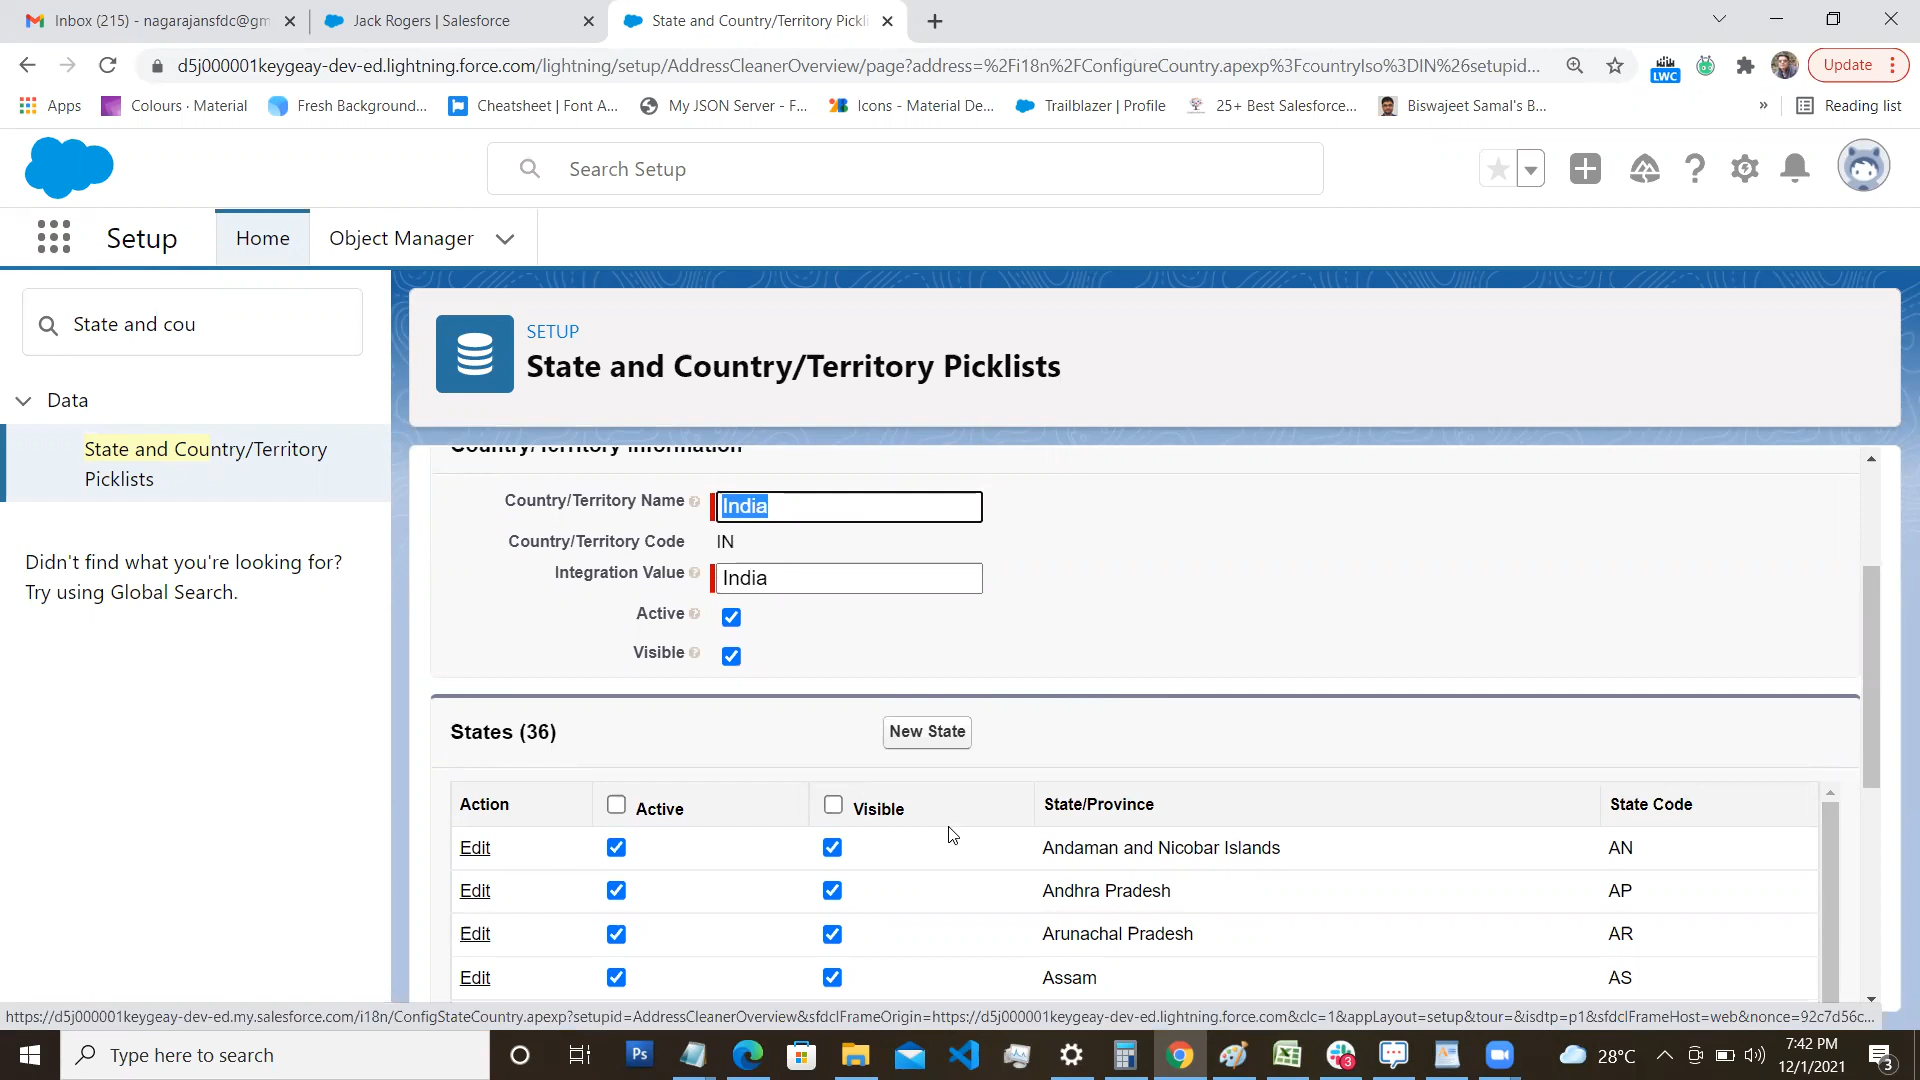 Inbox (215) - nagarajansfdc@gm
Jack Rogers | Salesforce
State and Country/Territory Pickli
d5j000001keygeay-dev-ed.lightning.force.com/lightning/setup/AddressCleanerOverview/page?address=%2Fi18n%2FConfigureCountry.apexp%3FcountryIso%3DIN%26setupid...
LWC
Update
Apps
Colours · Material
Fresh Background...
Cheatsheet | Font A...
My JSON Server - F...
Icons - Material De...
Trailblazer | Profile
25+ Best Salesforce...
Biswajeet Samal's B...
»
Reading list
Search Setup
Setup
Home
Object Manager
State and cou
Data
State and Country/Territory
Picklists
Didn't find what you're looking for?
Try using Global Search.
SETUP
State and Country/Territory Picklists
Country/Territory Information
Country/Territory Name
India
Country/Territory Code
IN
Integration Value
India
Active
Visible
States (36)
New State
Action
Active
Visible
State/Province
State Code
Edit
Andaman and Nicobar Islands
AN
Edit
Andhra Pradesh
AP
Edit
Arunachal Pradesh
AR
Edit
Assam
AS
https://d5j000001keygeay-dev-ed.my.salesforce.com/i18n/ConfigStateCountry.apexp?setupid=AddressCleanerOverview&sfdcIFrameOrigin=https://d5j000001keygeay-dev-ed.lightning.force.com&clc=1&appLayout=setup&tour=&isdtp=p1&sfdcIFrameHost=web&nonce=92c7d56c...
Type here to search
Ps
3
28°C
7:42 PM
12/1/2021
3